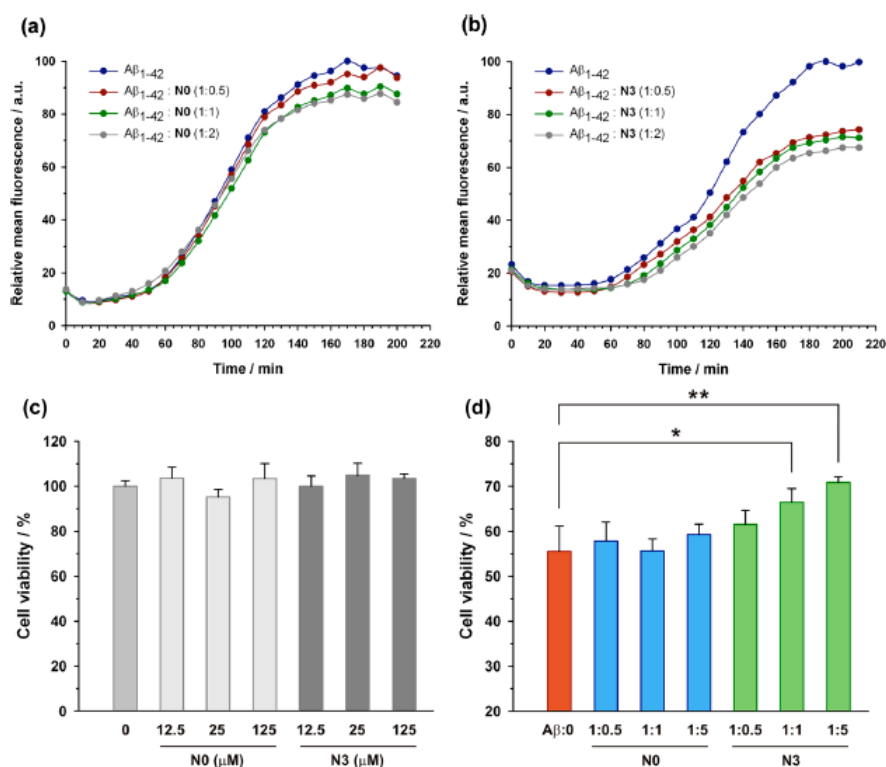 (a)
Relative mean fluorescence / a.u.
100
80
60
40
20
0
Aβ1-42
Aβ1-42 : N0 (1:0.5)
Aβ1-42 : N0 (1:1)
Aβ1-42 : N0 (1:2)
0 20 40 60 80 100 120 140 160 180 200 220
Time / min
(b)
Relative mean fluorescence / a.u.
100
80
60
40
20
0
Aβ1-42
Aβ1-42 : N3 (1:0.5)
Aβ1-42 : N3 (1:1)
Aβ1-42 : N3 (1:2)
0 20 40 60 80 100 120 140 160 180 200 220
Time / min
(c)
Cell viability / %
120
100
80
60
40
20
0
0 12.5 25 125 12.5 25 125
N0 (μM) N3 (μM)
(d)
Cell viability / %
80
70
60
50
40
30
20
**
*
Aβ:0 1:0.5 1:1 1:5 1:0.5 1:1 1:5
N0 N3